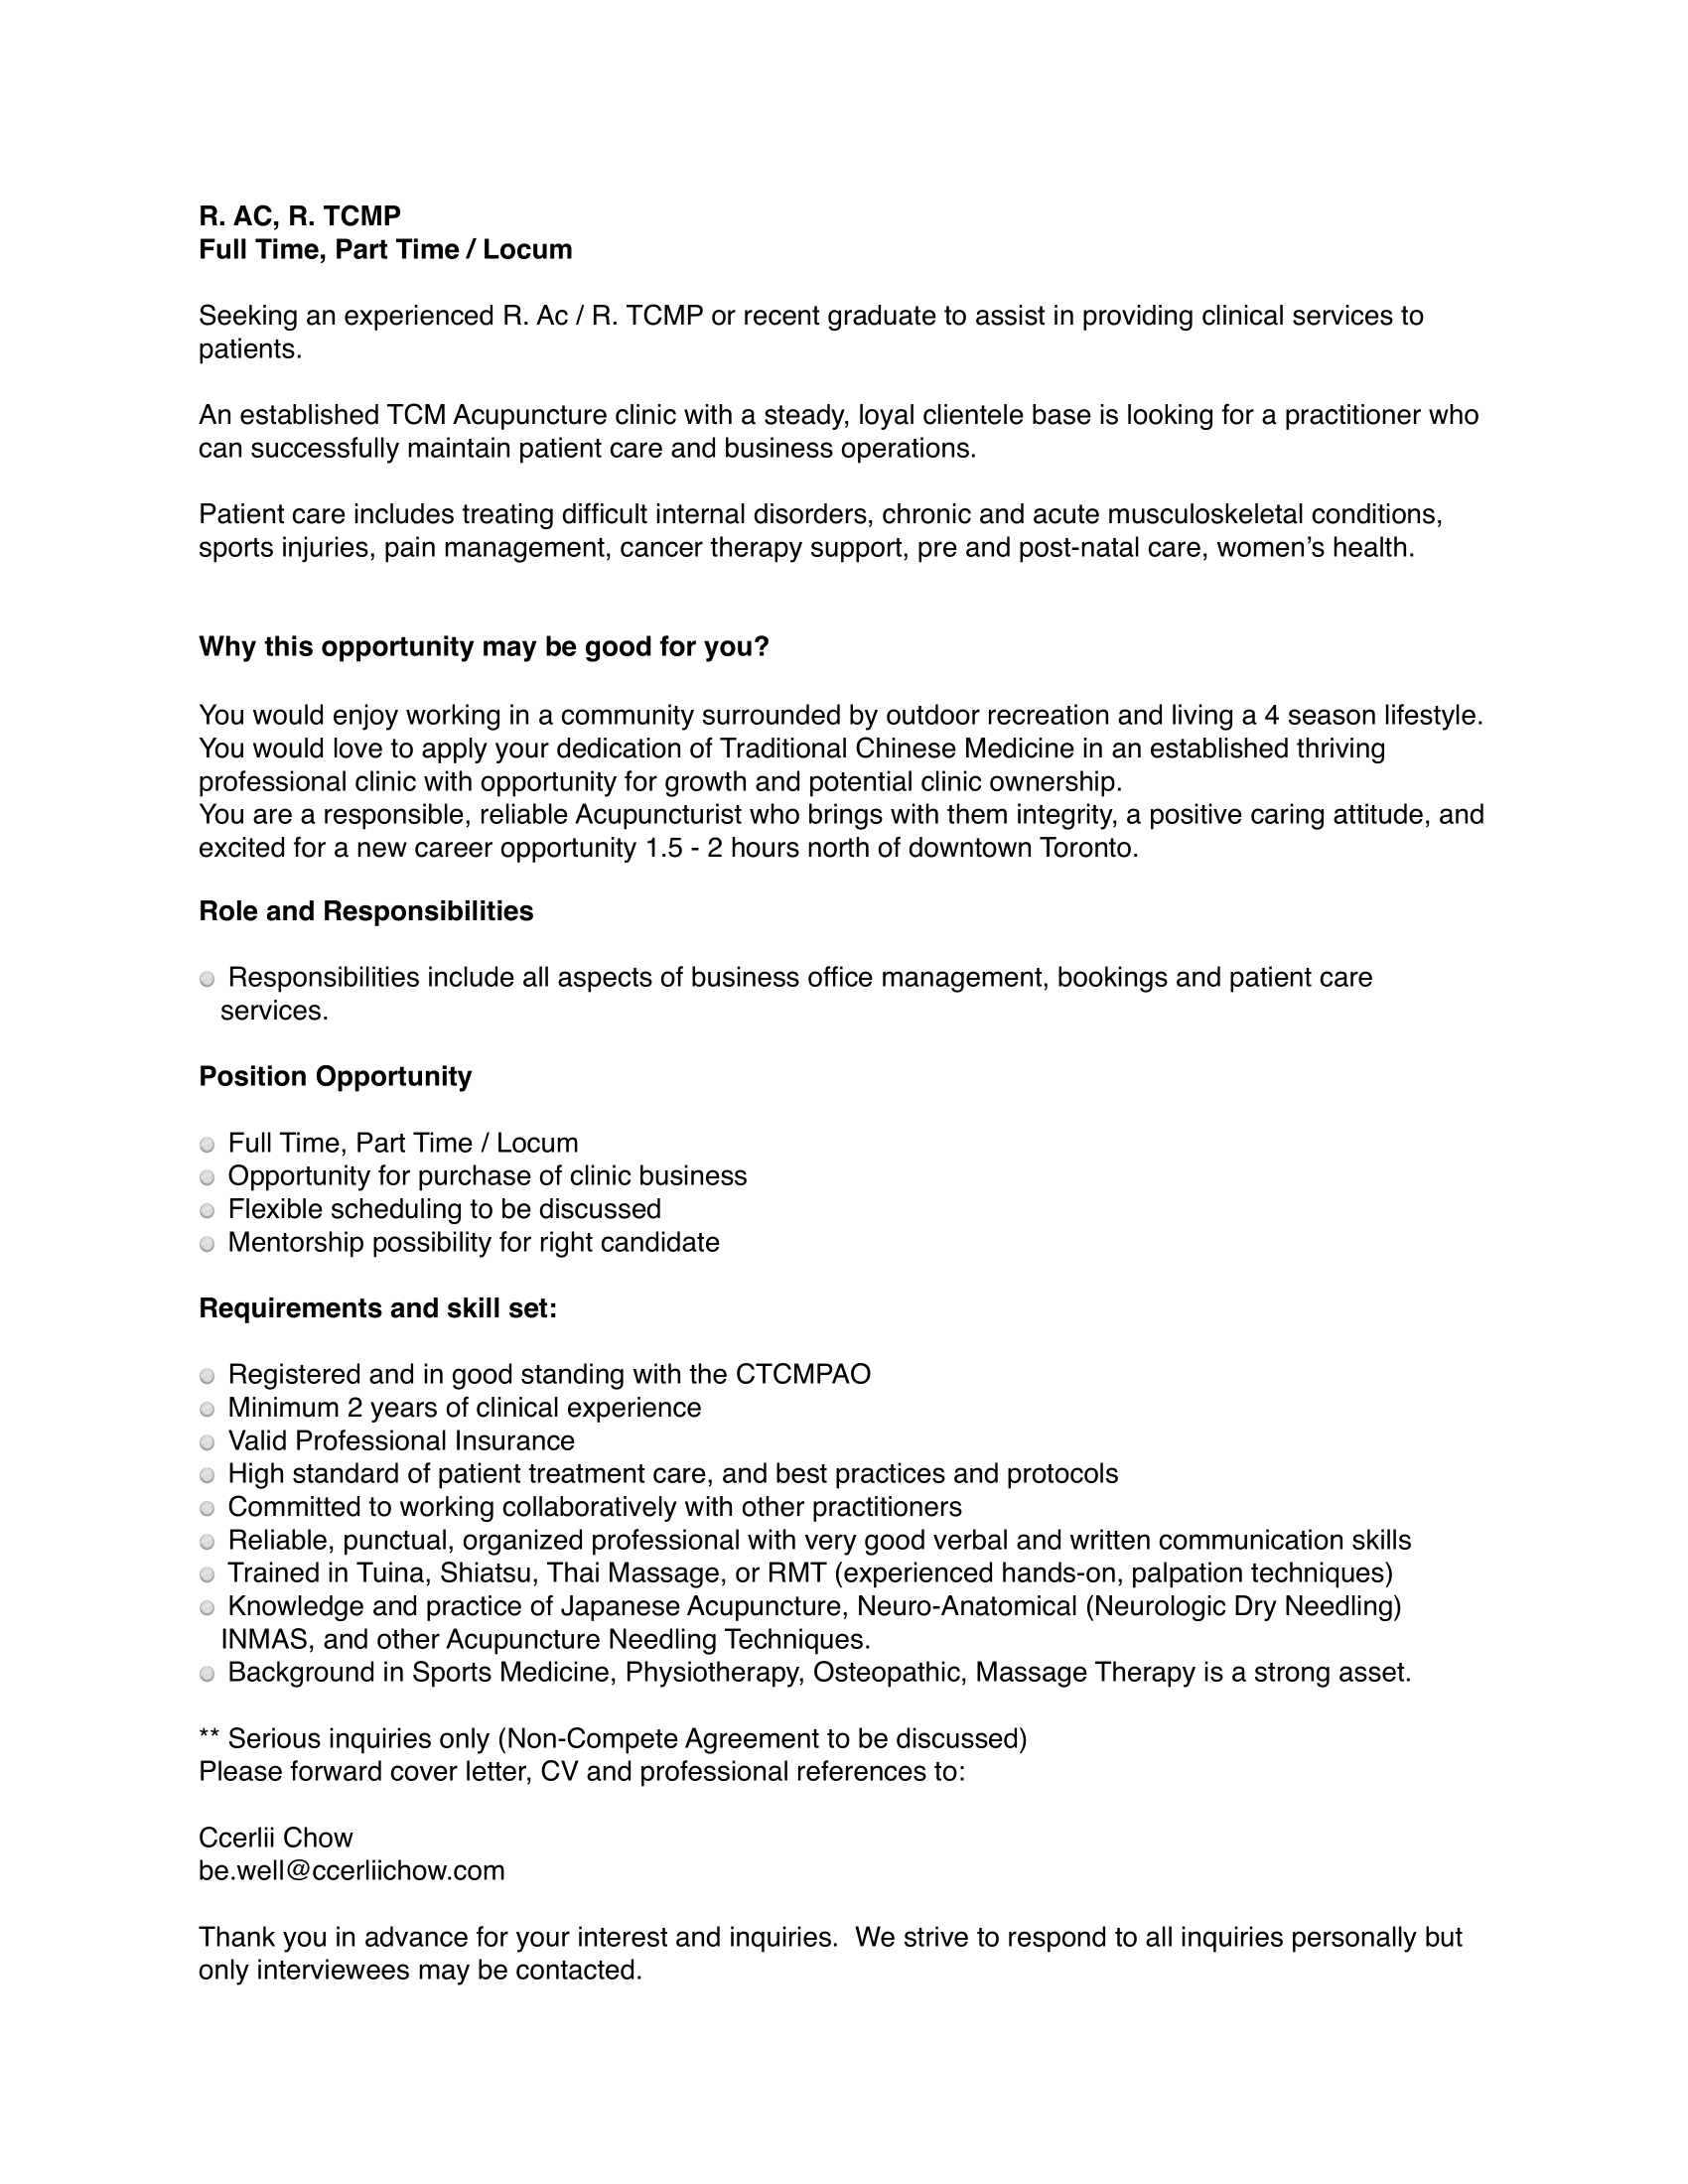 R. AC, R. TCMP
Full Time, Part Time / Locum
Seeking an experienced R. Ac / R. TCMP or recent graduate to assist in providing clinical services to
patients.
An established TCM Acupuncture clinic with a steady, loyal clientele base is looking for a practitioner who
can successfully maintain patient care and business operations.
Patient care includes treating difficult internal disorders, chronic and acute musculoskeletal conditions,
sports injuries, pain management, cancer therapy support, pre and post-natal care, women’s health.
Why this opportunity may be good for you?
You would enjoy working in a community surrounded by outdoor recreation and living a 4 season lifestyle.
You would love to apply your dedication of Traditional Chinese Medicine in an established thriving
professional clinic with opportunity for growth and potential clinic ownership.
You are a responsible, reliable Acupuncturist who brings with them integrity, a positive caring attitude, and
excited for a new career opportunity 1.5 - 2 hours north of downtown Toronto.
Role and Responsibilities
Responsibilities include all aspects of business office management, bookings and patient care
services.
Position Opportunity
Full Time, Part Time / Locum
Opportunity for purchase of clinic business
Flexible scheduling to be discussed
Mentorship possibility for right candidate
Requirements and skill set:
Registered and in good standing with the CTCMPAO
Minimum 2 years of clinical experience
Valid Professional Insurance
High standard of patient treatment care, and best practices and protocols
Committed to working collaboratively with other practitioners
Reliable, punctual, organized professional with very good verbal and written communication skills
Trained in Tuina, Shiatsu, Thai Massage, or RMT (experienced hands-on, palpation techniques)
Knowledge and practice of Japanese Acupuncture, Neuro-Anatomical (Neurologic Dry Needling)
INMAS, and other Acupuncture Needling Techniques.
Background in Sports Medicine, Physiotherapy, Osteopathic, Massage Therapy is a strong asset.
** Serious inquiries only (Non-Compete Agreement to be discussed)
Please forward cover letter, CV and professional references to:
Ccerlii Chow
be.well@ccerliichow.com
Thank you in advance for your interest and inquiries.  We strive to respond to all inquiries personally but
only interviewees may be contacted.